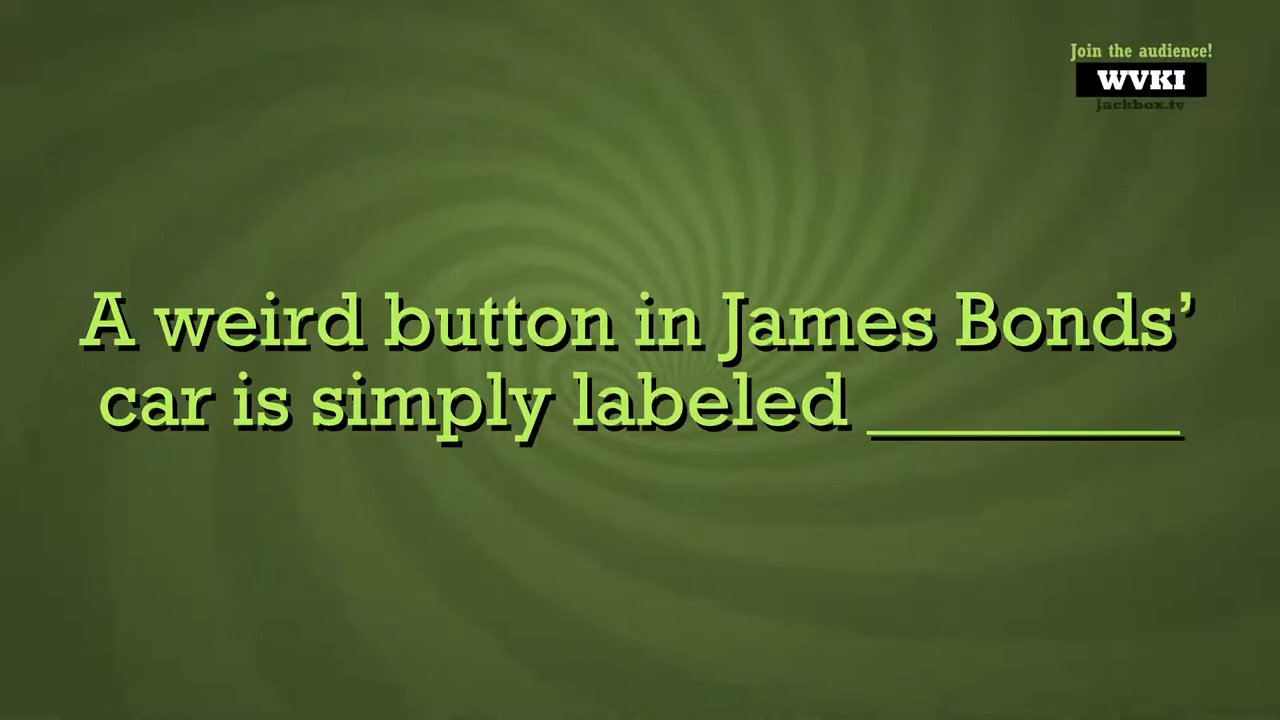 Join the audience!
WVKI
jackbox.tv
A weird button in James Bonds’
car is simply labeled ________